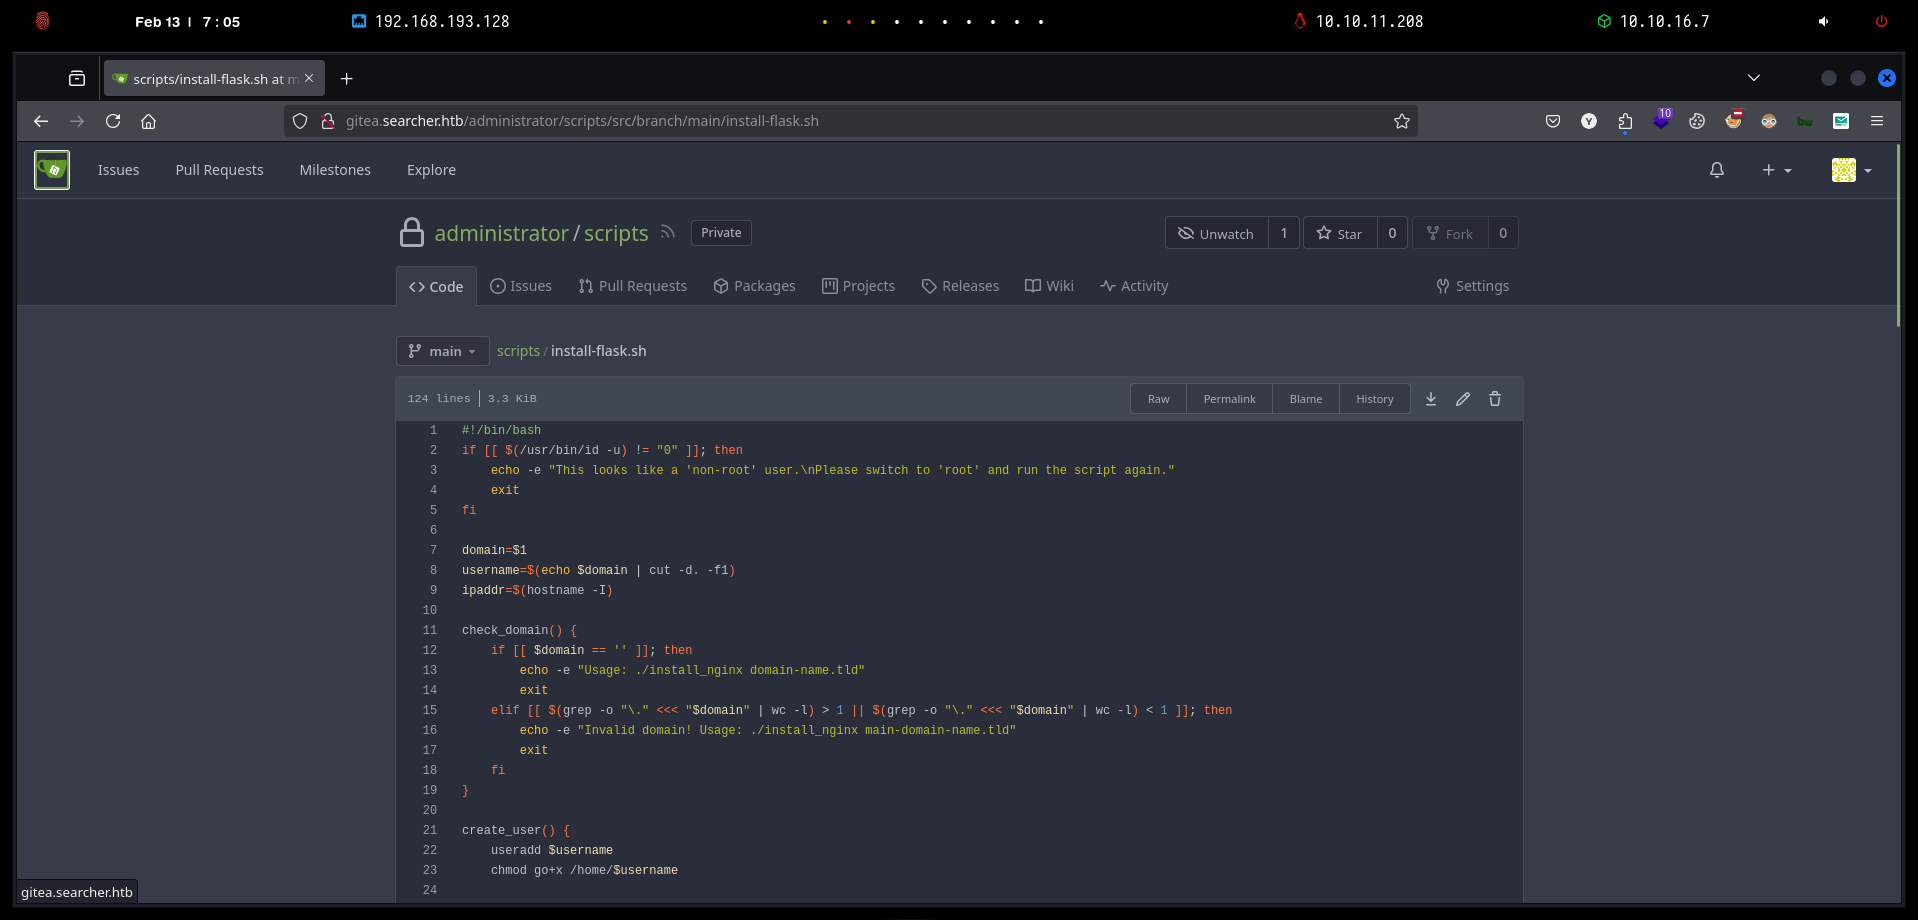 Feb 13 | 7 : 05
192.168.193.128
10.10.11.208
10.10.16.7
scripts/install-flask.sh at m
gitea.searcher.htb/administrator/scripts/src/branch/main/install-flask.sh
Y
10
bw
Issues
Pull Requests
Milestones
Explore
administrator/scripts
Private
Unwatch 1
Star 0
Fork 0
Code
Issues
Pull Requests
Packages
Projects
Releases
Wiki
Activity
Settings
main
scripts/install-flask.sh
124 lines | 3.3 KiB
Raw
Permalink
Blame
History
1 #!/bin/bash
2 if [[ $(/usr/bin/id -u) != "0" ]]; then
3     echo -e "This looks like a 'non-root' user.\nPlease switch to 'root' and run the script again."
4     exit
5 fi
6
7 domain=$1
8 username=$(echo $domain | cut -d. -f1)
9 ipaddr=$(hostname -I)
10
11 check_domain() {
12     if [[ $domain == '' ]]; then
13         echo -e "Usage: ./install_nginx domain-name.tld"
14         exit
15     elif [[ $(grep -o "\." <<< "$domain" | wc -l) > 1 || $(grep -o "\." <<< "$domain" | wc -l) < 1 ]]; then
16         echo -e "Invalid domain! Usage: ./install_nginx main-domain-name.tld"
17         exit
18     fi
19 }
20
21 create_user() {
22     useradd $username
23     chmod go+x /home/$username
24
gitea.searcher.htb